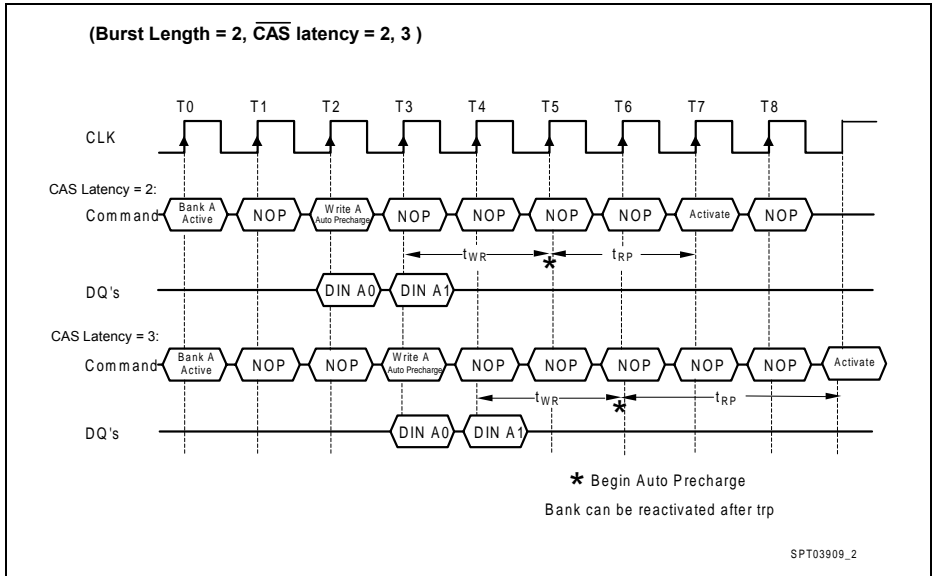 (Burst Length = 2, CAS latency = 2, 3 )
T0 T1 T2 T3 T4 T5 T6 T7 T8
CLK
CAS Latency = 2:
Command
Bank A
Active
NOP
Write A
Auto Precharge
NOP
NOP
NOP
NOP
Activate
NOP
tWR
*
tRP
DQ's
DIN A0
DIN A1
CAS Latency = 3:
Command
Bank A
Active
NOP
NOP
Write A
Auto Precharge
NOP
NOP
NOP
NOP
NOP
Activate
tWR
*
tRP
DQ's
DIN A0
DIN A1
* Begin Auto Precharge
Bank can be reactivated after trp
SPT03909_2